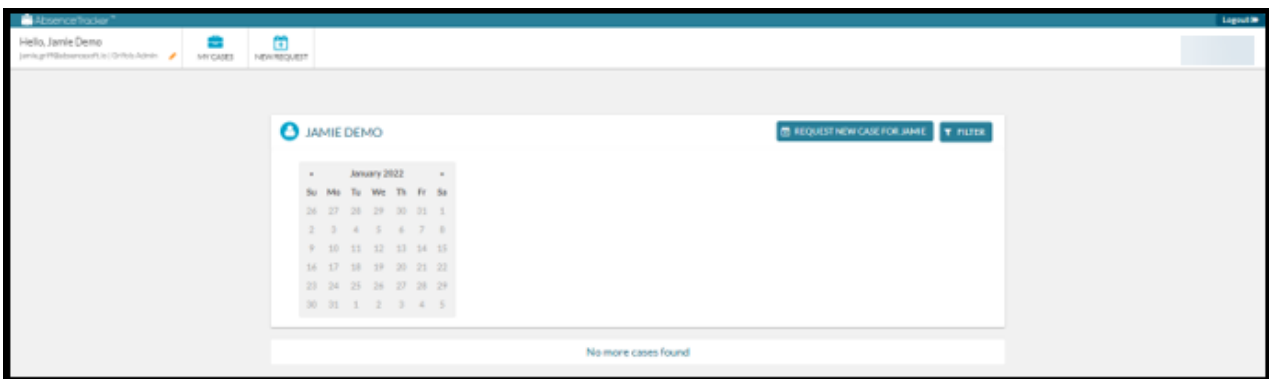 AbsenceTracker™
Logout
Hello, Jamie Demo
MY CASES
NEW REQUEST
JAMIE DEMO
REQUEST NEW CASE FOR JAMIE
FILTER
« January 2022 »
Su Mo Tu We Th Fr Sa
26 27 28 29 30 31 1
2 3 4 5 6 7 8
9 10 11 12 13 14 15
16 17 18 19 20 21 22
23 24 25 26 27 28 29
30 31 1 2 3 4 5
No more cases found